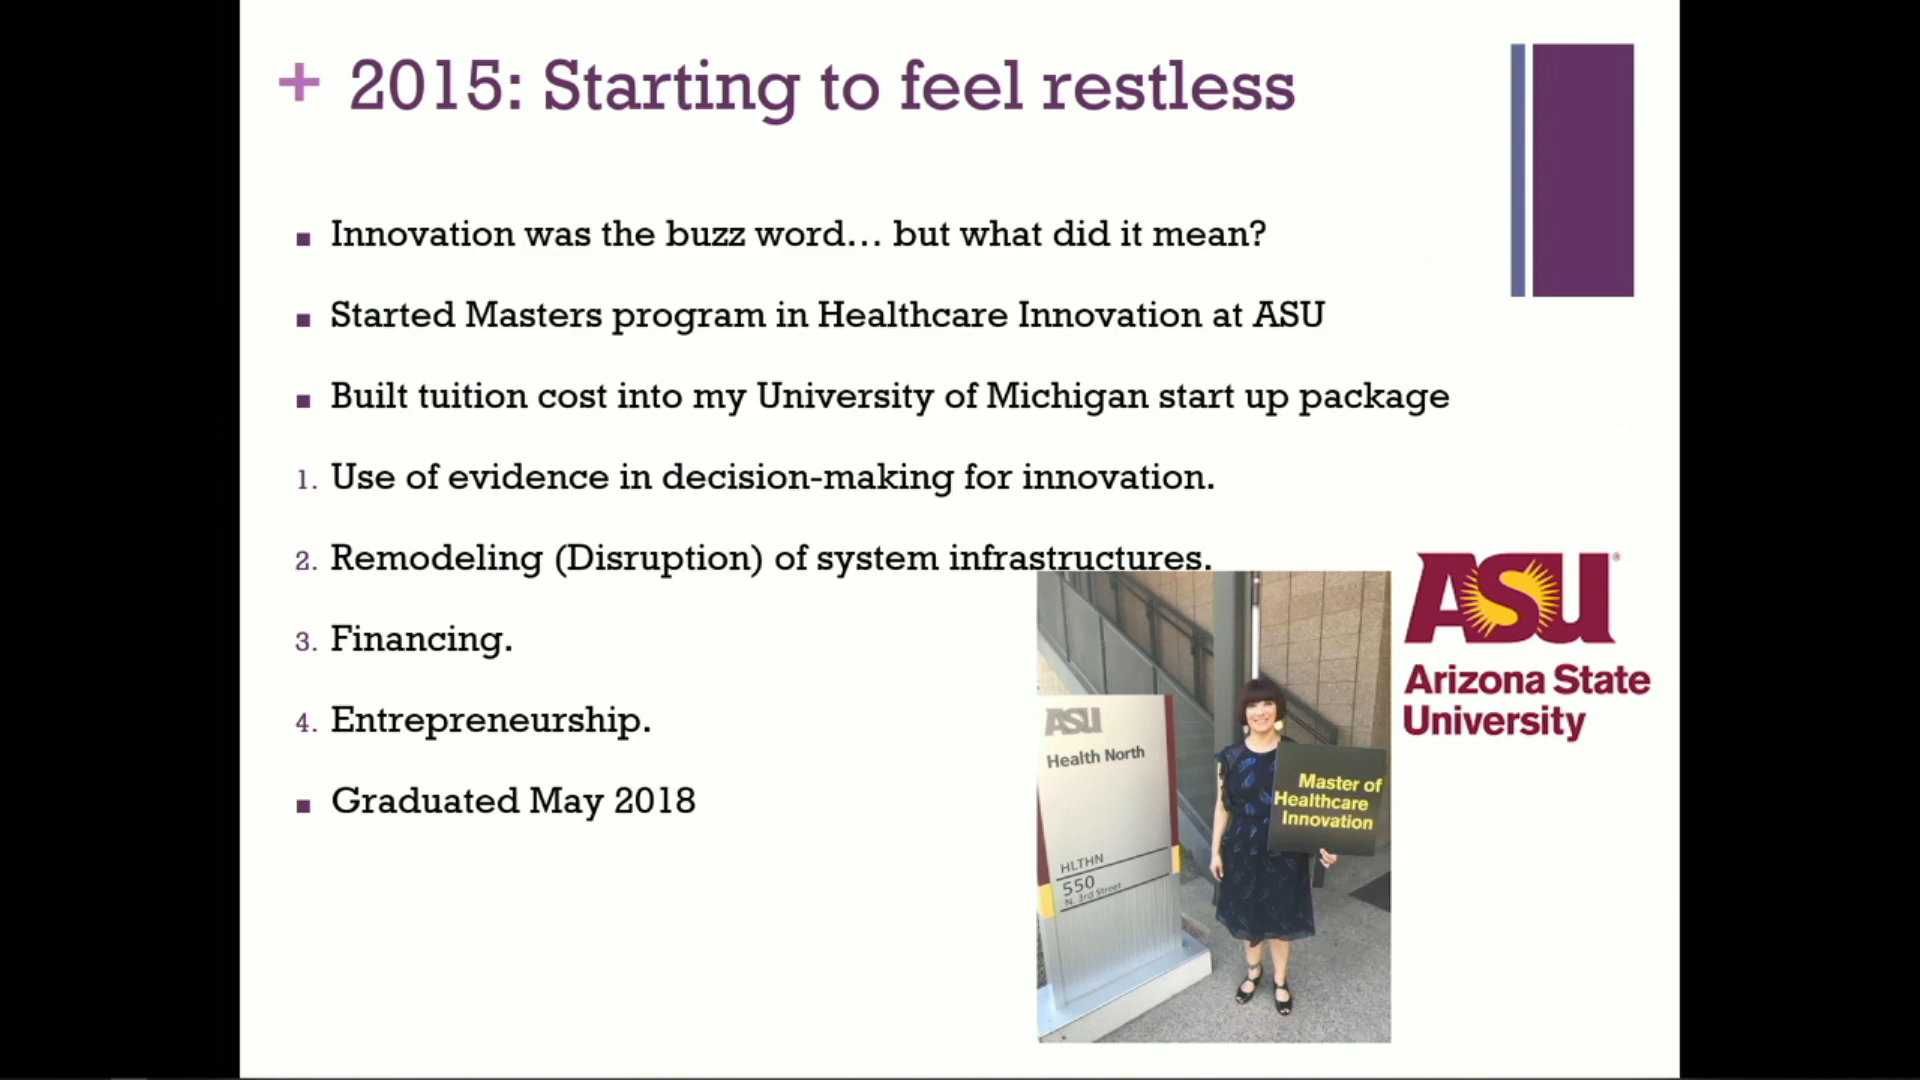 + 2015: Starting to feel restless
▪ Innovation was the buzz word... but what did it mean?
▪ Started Masters program in Healthcare Innovation at ASU
▪ Built tuition cost into my University of Michigan start up package
1. Use of evidence in decision-making for innovation.
2. Remodeling (Disruption) of system infrastructures.
3. Financing.
4. Entrepreneurship.
▪ Graduated May 2018
ASU
Health North
HLTHN
550
N. 3rd Street
Master of
Healthcare
Innovation
ASU®
Arizona State
University